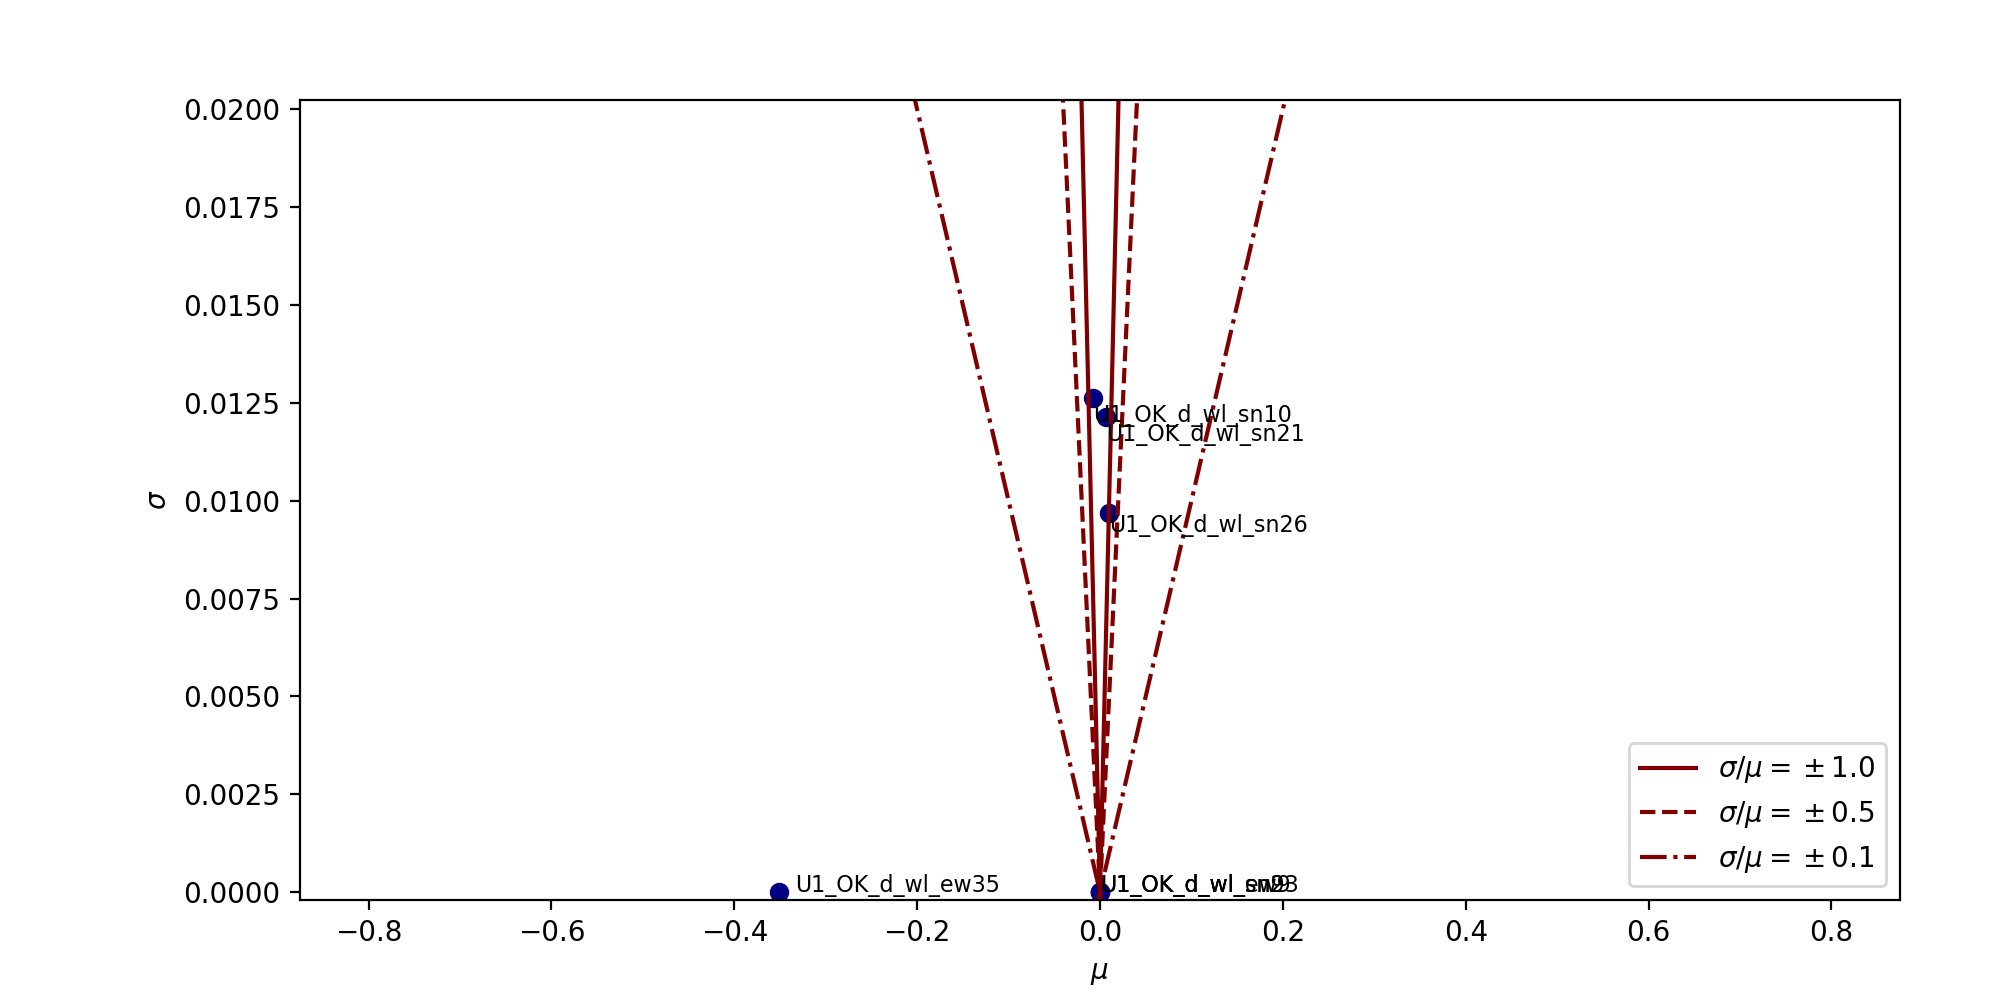 0.0200
0.0175
0.0150
0.0125
0.0100
0.0075
0.0050
0.0025
0.0000
σ
U1_OK_d_wl_sn10
U1_OK_d_wl_sn21
U1_OK_d_wl_sn26
U1_OK_d_wl_ew35
U1_OK_d_wl
σ/μ = ±1.0
σ/μ = ±0.5
σ/μ = ±0.1
−0.8 −0.6 −0.4 −0.2 0.0 0.2 0.4 0.6 0.8
μ